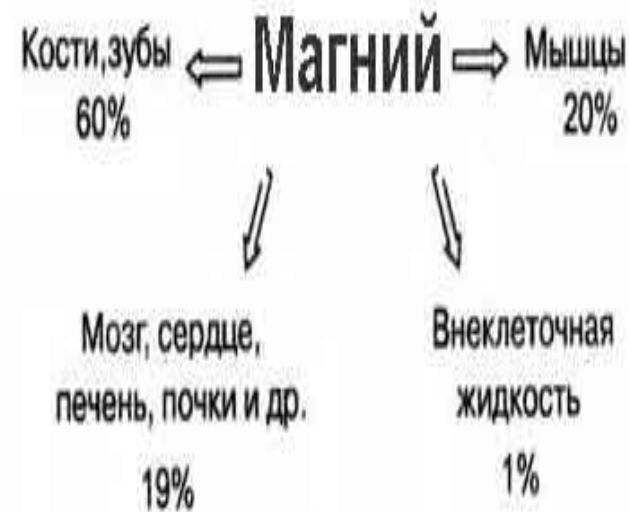 Кости,зубы
60%
Магний
Мышцы
20%
Мозг, сердце,
печень, почки и др.
19%
Внеклеточная
жидкость
1%